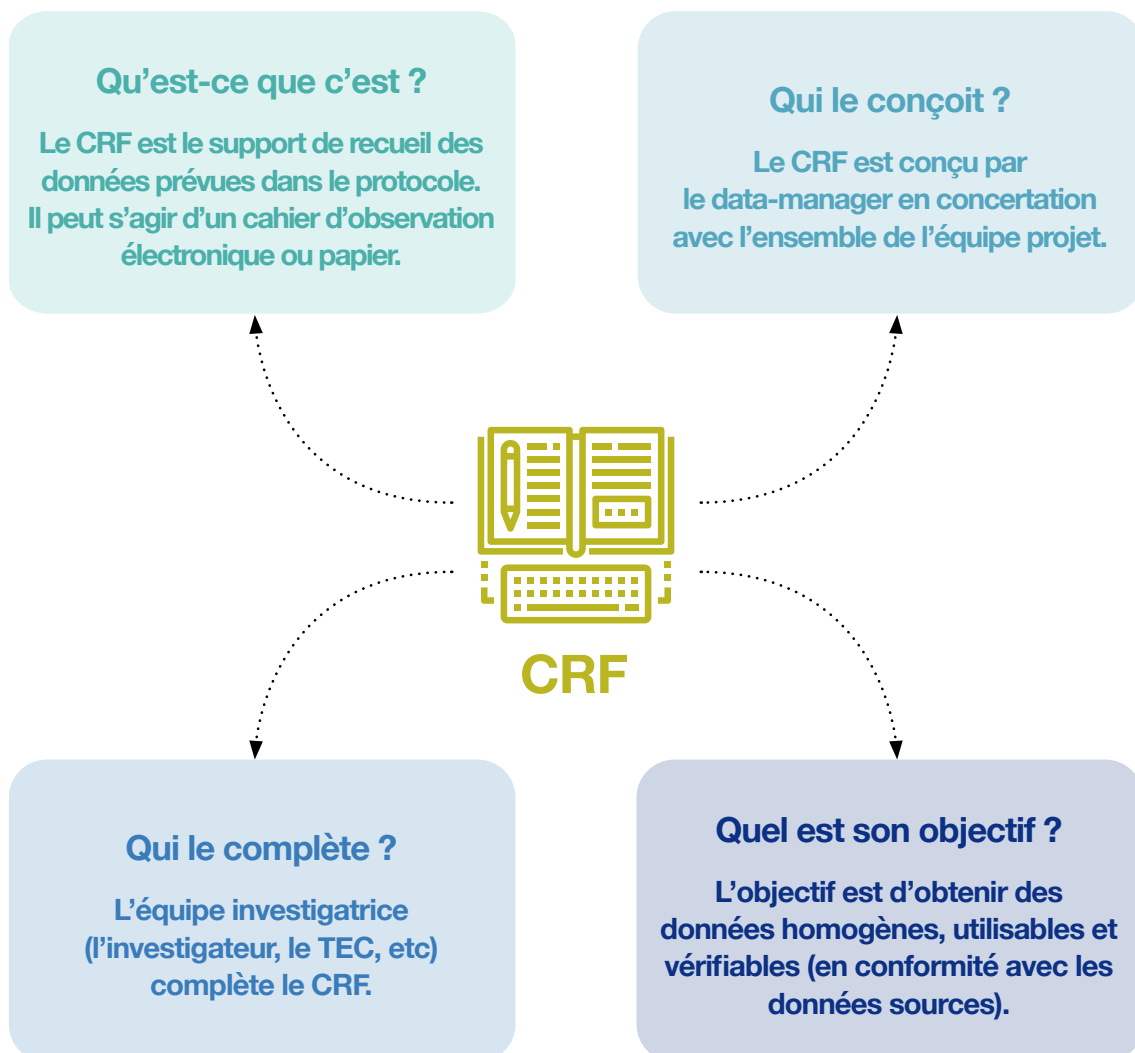 Qu’est-ce que c’est ?
Le CRF est le support de recueil des
données prévues dans le protocole.
Il peut s’agir d’un cahier d’observation
électronique ou papier.
Qui le conçoit ?
Le CRF est conçu par
le data-manager en concertation
avec l’ensemble de l’équipe projet.
CRF
Qui le complète ?
L’équipe investigatrice
(l’investigateur, le TEC, etc)
complète le CRF.
Quel est son objectif ?
L’objectif est d’obtenir des
données homogènes, utilisables et
vérifiables (en conformité avec les
données sources).